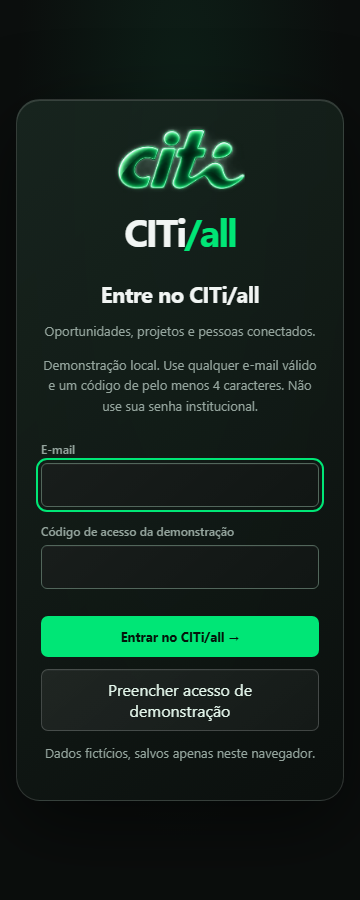 citi
CITi/all
Entre no CITi/all
Oportunidades, projetos e pessoas conectados.
Demonstração local. Use qualquer e-mail válido
e um código de pelo menos 4 caracteres. Não
use sua senha institucional.
E-mail
Código de acesso da demonstração
Entrar no CITi/all →
Preencher acesso de
demonstração
Dados fictícios, salvos apenas neste navegador.